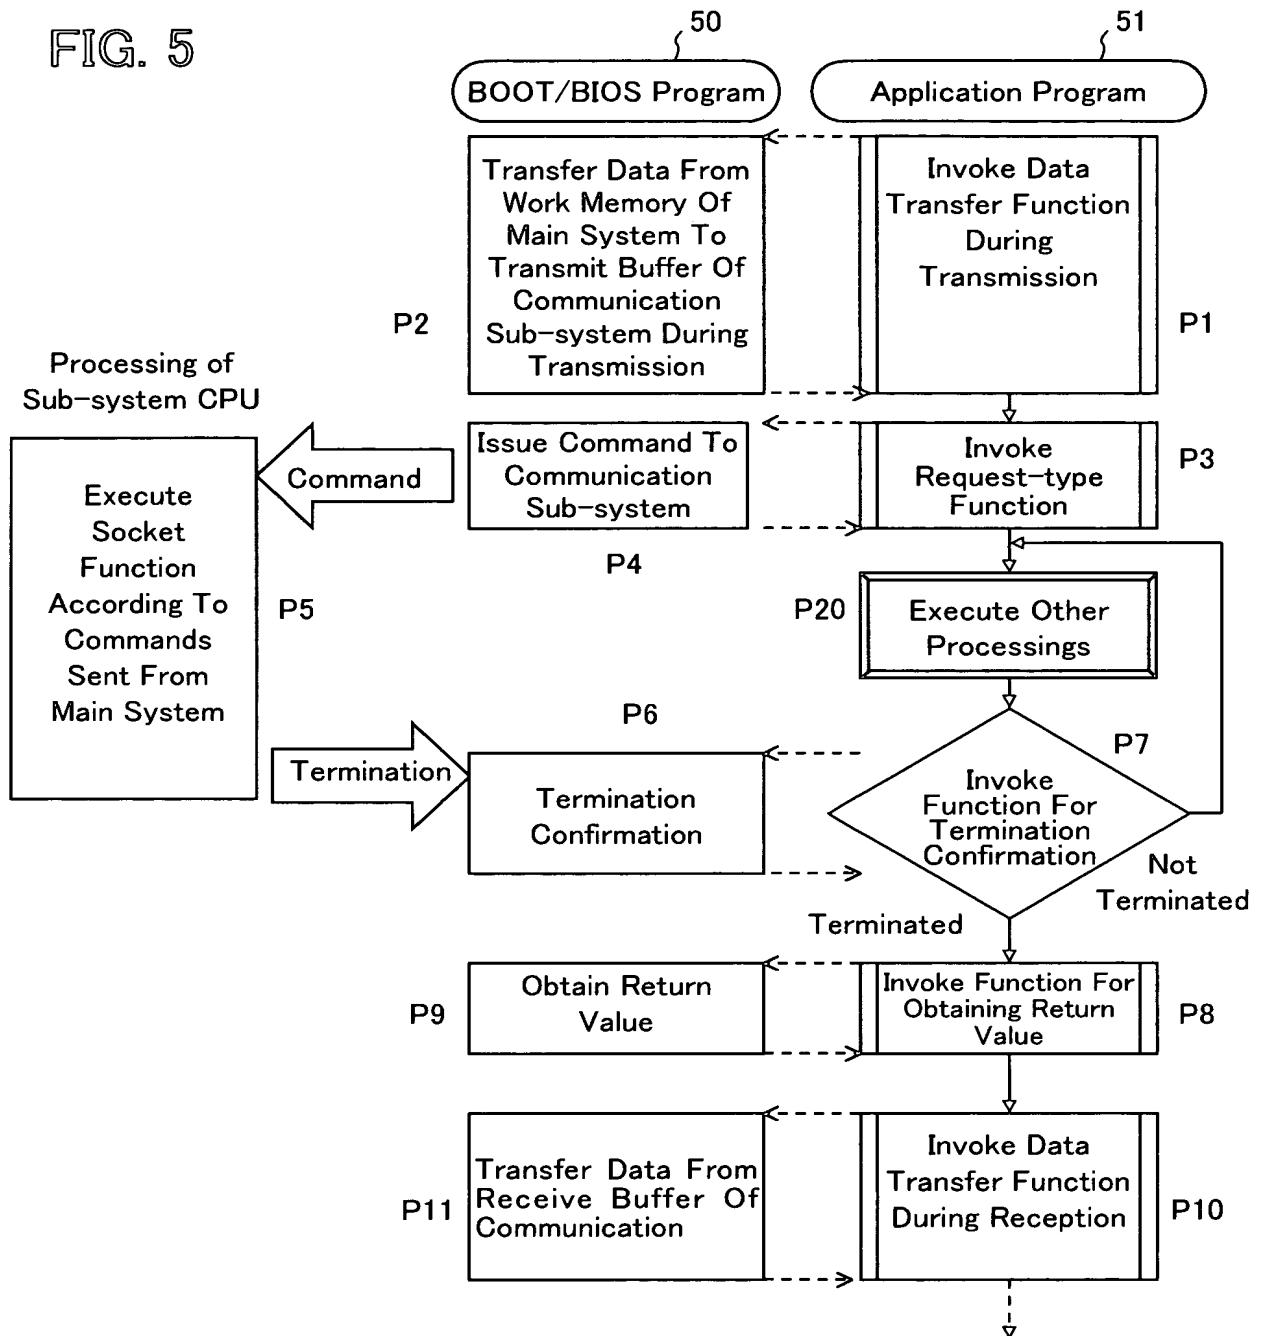 FIG. 5
50
51
BOOT/BIOS Program
Application Program
Transfer Data From
Work Memory Of
Main System To
Transmit Buffer Of
Communication
Sub-system During
Transmission
P2
Invoke Data
Transfer Function
During
Transmission
P1
Processing of
Sub-system CPU
Issue Command To
Communication
Sub-system
P4
Command
Invoke
Request-type
Function
P3
Execute
Socket
Function
According To
Commands
Sent From
Main System
P5
P20
Execute Other
Processings
P6
Termination
Termination
Confirmation
P7
Invoke
Function For
Termination
Confirmation
Not
Terminated
Terminated
P9
Obtain Return
Value
Invoke Function For
Obtaining Return
Value
P8
P11
Transfer Data From
Receive Buffer Of
Communication
Invoke Data
Transfer Function
During Reception
P10